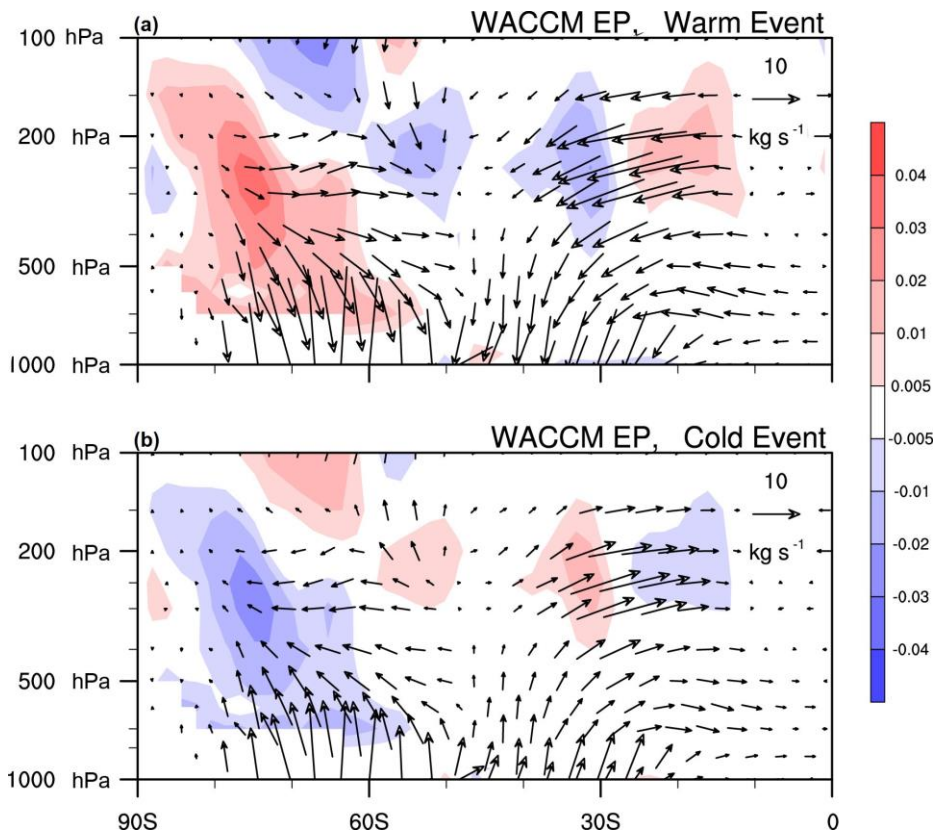 (a) WACCM EP, Warm Event
100 hPa
10
0.04
200 hPa
kg s⁻¹
0.03
0.02
500 hPa
0.01
1000 hPa
0.005
-0.005
(b) WACCM EP, Cold Event
100 hPa
-0.01
10
-0.02
200 hPa
kg s⁻¹
-0.03
-0.04
500 hPa
1000 hPa
90S 60S 30S 0